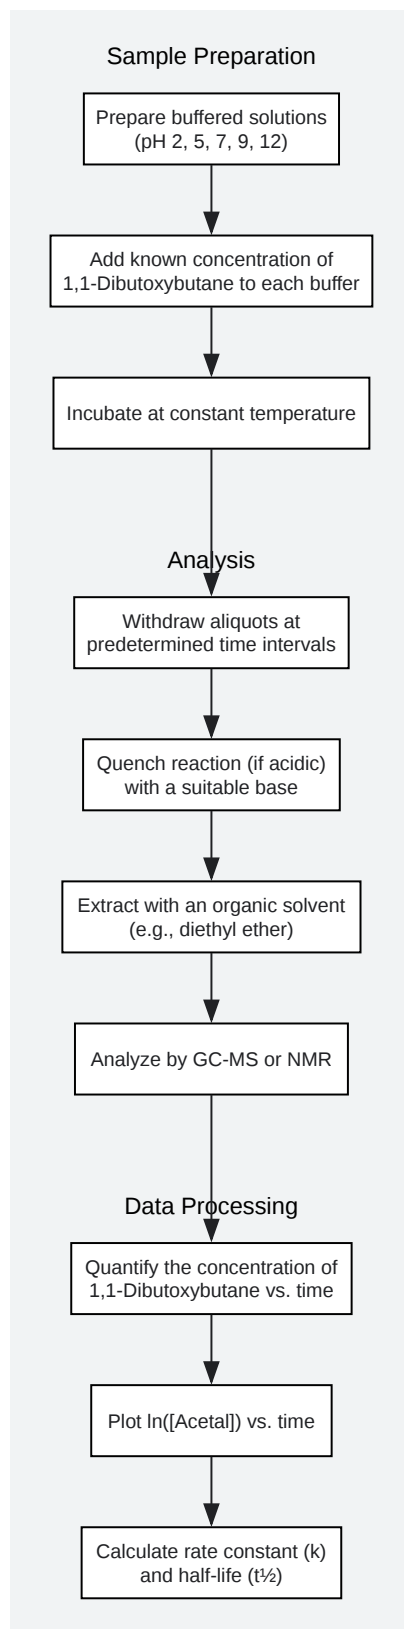 Sample Preparation
Prepare buffered solutions
(pH 2, 5, 7, 9, 12)
Add known concentration of
1,1-Dibutoxybutane to each buffer
Incubate at constant temperature
Analysis
Withdraw aliquots at
predetermined time intervals
Quench reaction (if acidic)
with a suitable base
Extract with an organic solvent
(e.g., diethyl ether)
Analyze by GC-MS or NMR
Data Processing
Quantify the concentration of
1,1-Dibutoxybutane vs. time
Plot ln([Acetal]) vs. time
Calculate rate constant (k)
and half-life (t½)